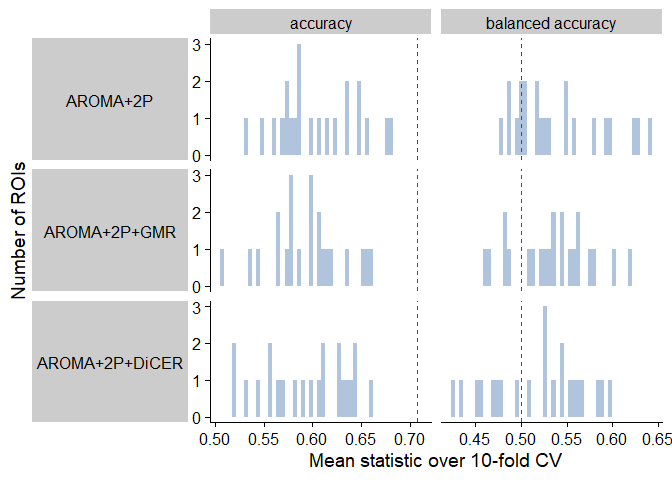 accuracy
balanced accuracy
Number of ROIs
AROMA+2P
3
2
1
0
AROMA+2P+GMR
3
2
1
0
AROMA+2P+DiCER
3
2
1
0
0.50 0.55 0.60 0.65 0.70
0.45 0.50 0.55 0.60 0.65
Mean statistic over 10-fold CV